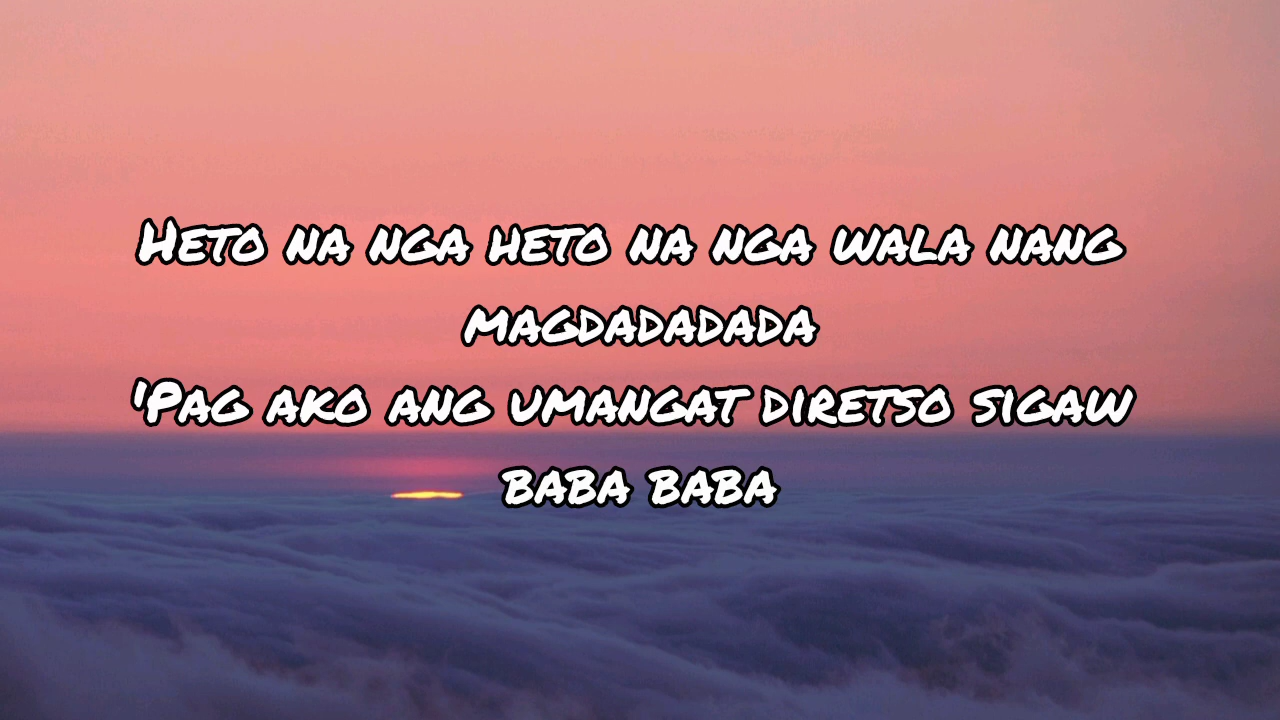 Heto na nga heto na nga wala nang
magdadadada
'Pag ako ang umangat diretso sigaw
baba baba